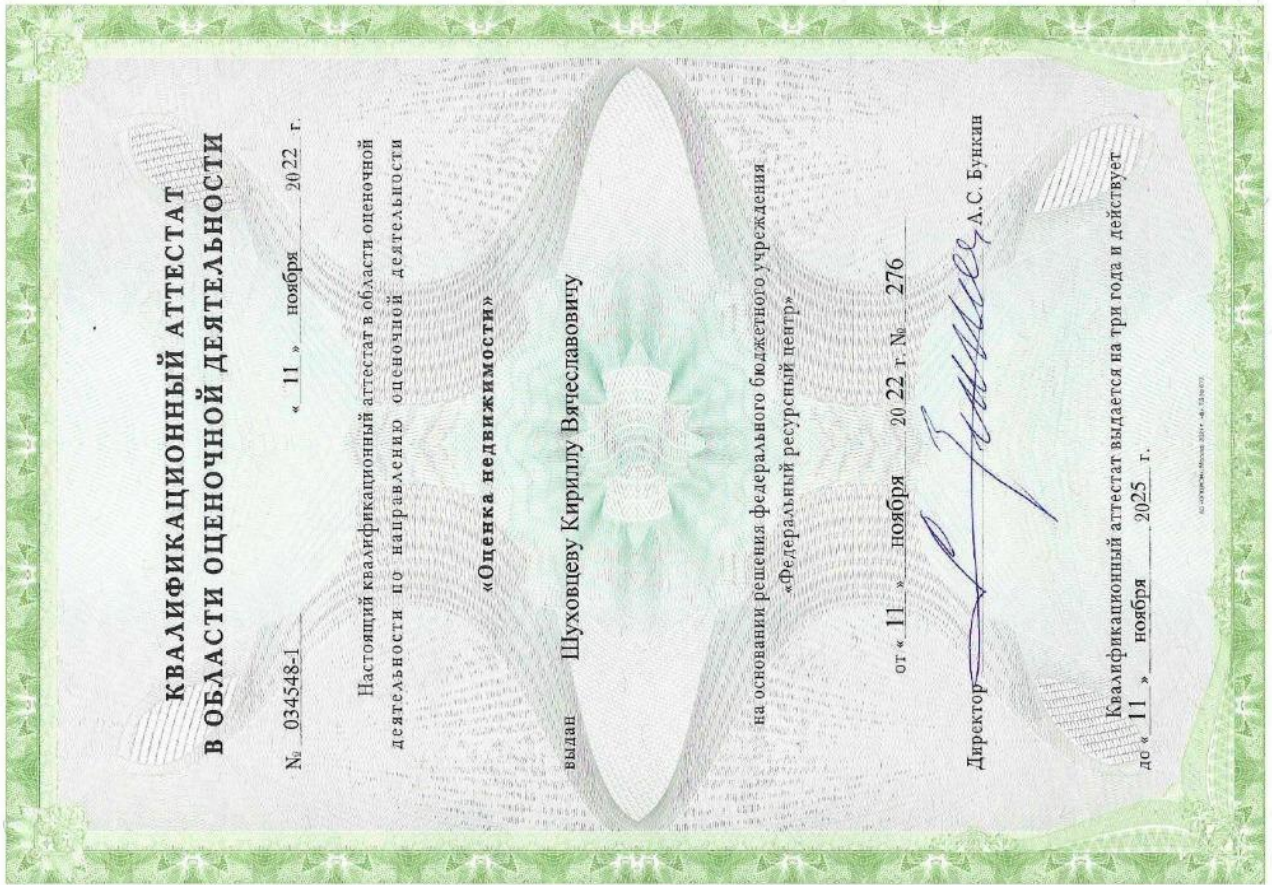 КВАЛИФИКАЦИОННЫЙ АТТЕСТАТ
В ОБЛАСТИ ОЦЕНОЧНОЙ ДЕЯТЕЛЬНОСТИ
№ 034548-1 « 11 » ноября 2022 г.
Настоящий квалификационный аттестат в области оценочной
деятельности по направлению оценочной деятельности
«Оценка недвижимости»
выдан Шуховцеву Кириллу Вячеславовичу
на основании решения федерального бюджетного учреждения
«Федеральный ресурсный центр»
от « 11 » ноября 2022 г. № 276
Директор А.С. Бункин
Квалификационный аттестат выдается на три года и действует
до « 11 » ноября 2025 г.